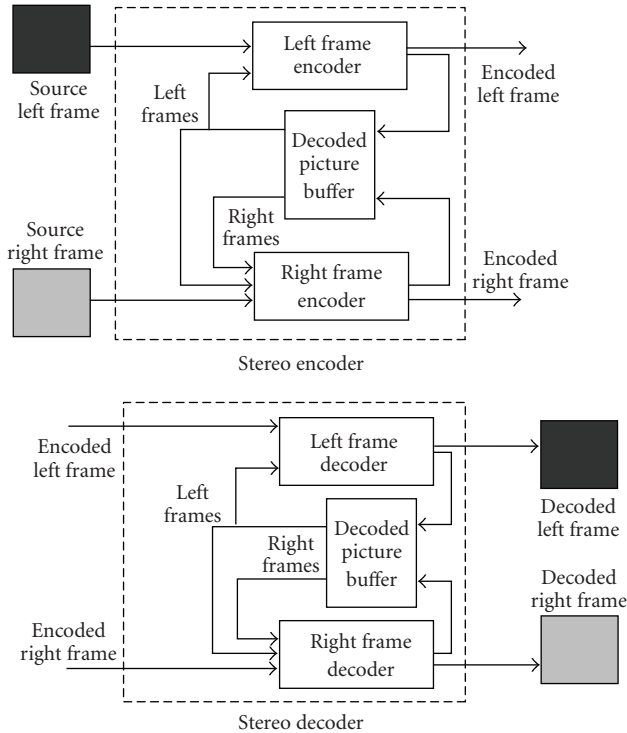 Source
left frame
Left frame
encoder
Encoded
left frame
Left
frames
Decoded
picture
buffer
Right
frames
Source
right frame
Right frame
encoder
Encoded
right frame
Stereo encoder
Encoded
left frame
Left frame
decoder
Decoded
left frame
Left
frames
Right
frames
Decoded
picture
buffer
Encoded
right frame
Right frame
decoder
Decoded
right frame
Stereo decoder